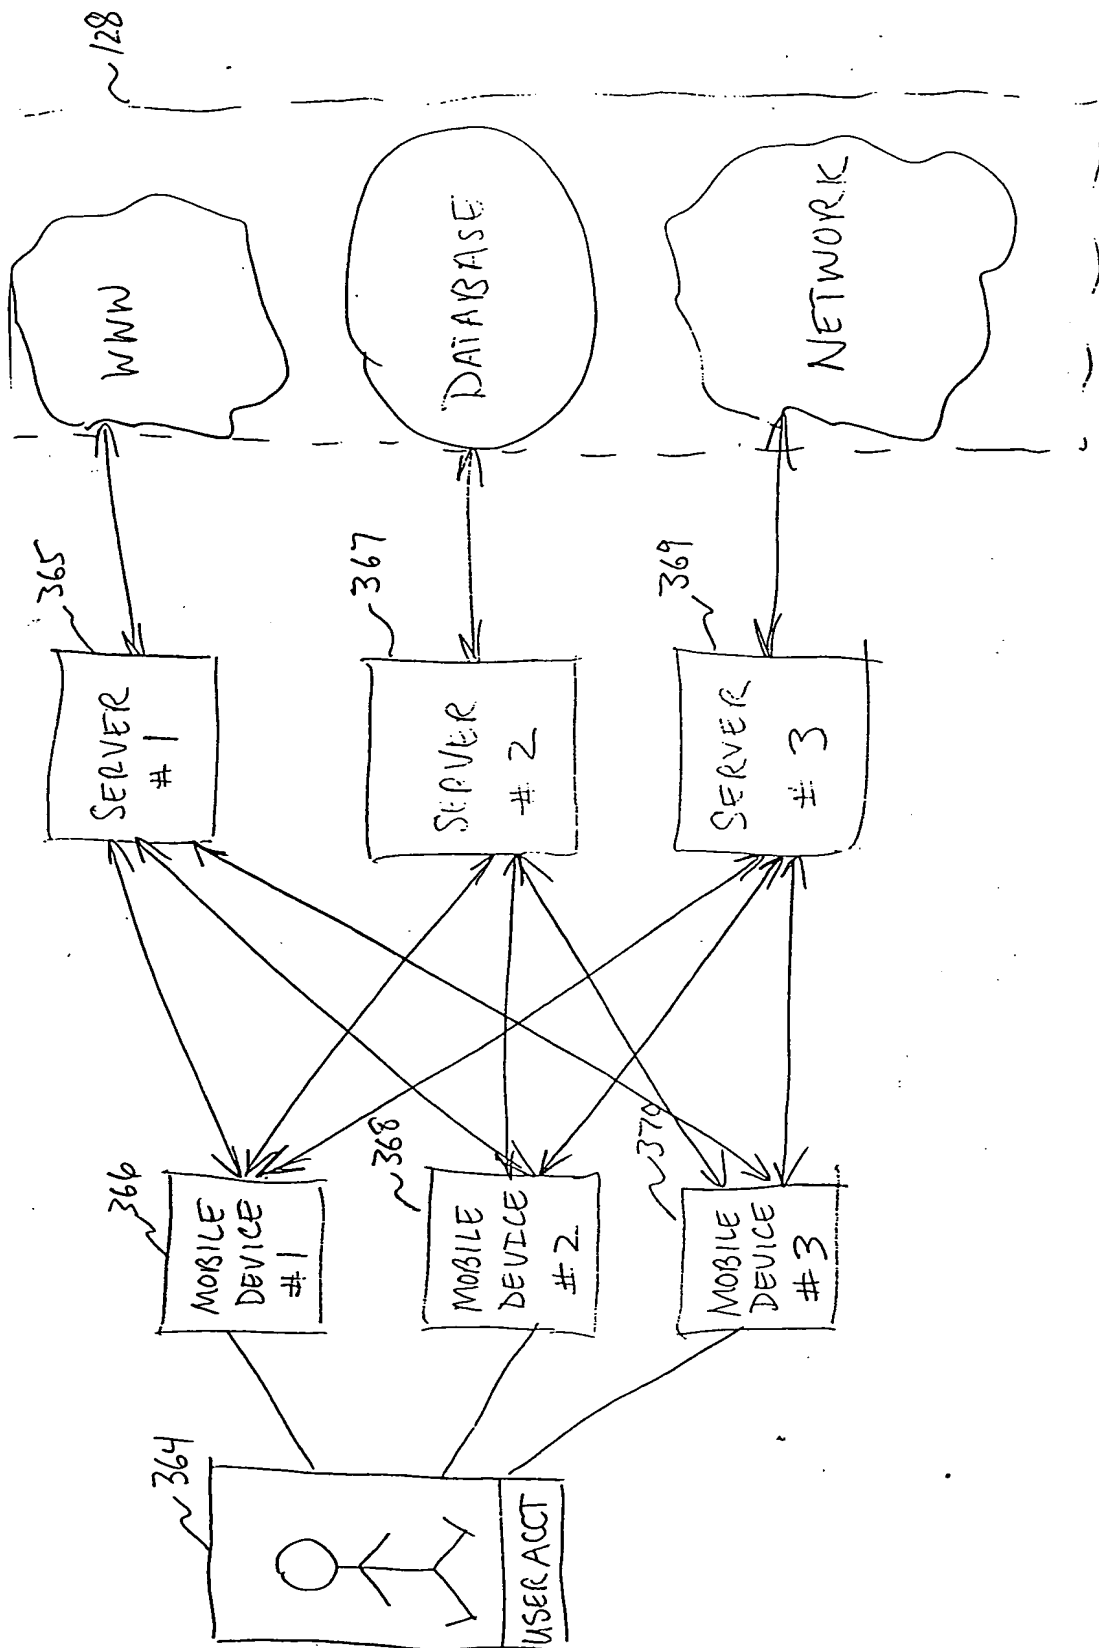 128
WWW
DATABASE
NETWORK
365
367
369
SERVER
# 1
SERVER
# 2
SERVER
# 3
366
368
370
MOBILE
DEVICE
# 1
MOBILE
DEVICE
# 2
MOBILE
DEVICE
# 3
364
USER ACCT